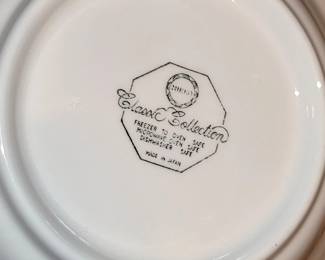 Classic Collection
FREEZER TO OVEN SAFE
MICROWAVE OVEN SAFE
DISHWASHER SAFE
MADE IN JAPAN